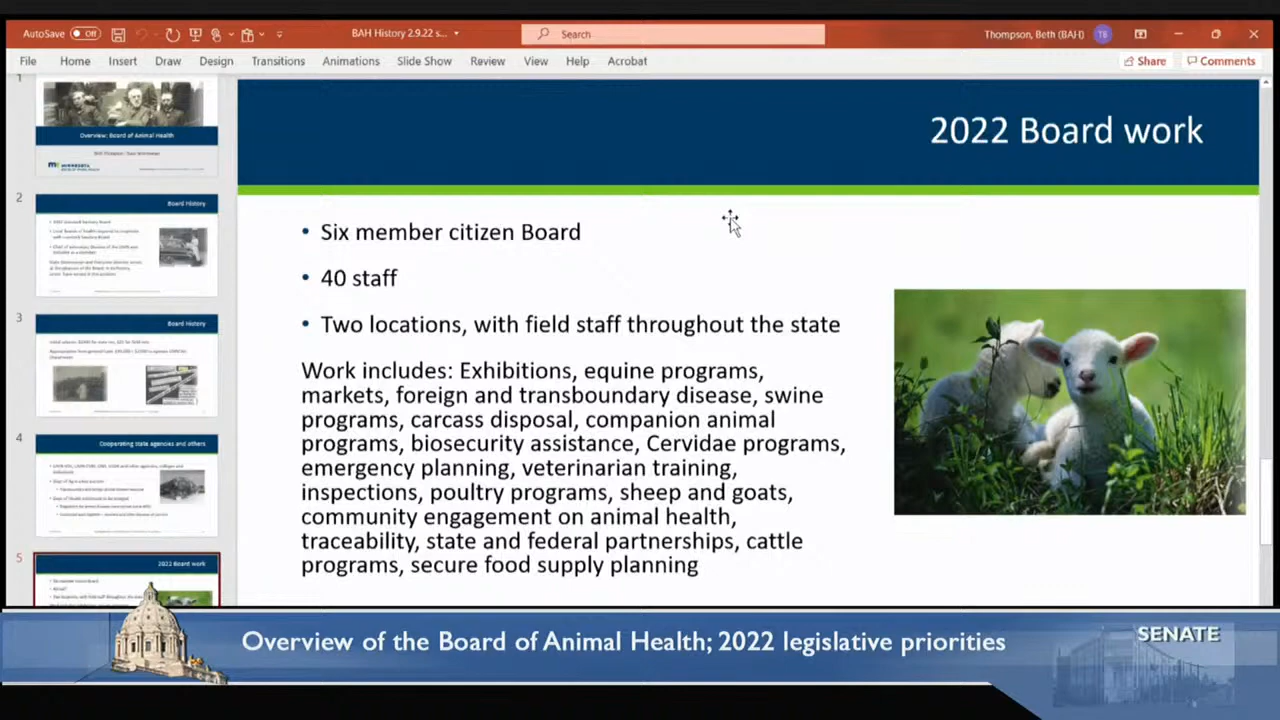 AutoSave Off
BAH History 2.9.22 s...
Search
Thompson, Beth (BAH)
TB
File Home Insert Draw Design Transitions Animations Slide Show Review View Help Acrobat
Share Comments
1
Overview: Board of Animal Health
MINNESOTA
2
Board History
3
Board History
4
Cooperating state agencies and others
5
2022 Board work
2022 Board work
• Six member citizen Board
• 40 staff
• Two locations, with field staff throughout the state
Work includes: Exhibitions, equine programs,
markets, foreign and transboundary disease, swine
programs, carcass disposal, companion animal
programs, biosecurity assistance, Cervidae programs,
emergency planning, veterinarian training,
inspections, poultry programs, sheep and goats,
community engagement on animal health,
traceability, state and federal partnerships, cattle
programs, secure food supply planning
Overview of the Board of Animal Health; 2022 legislative priorities
SENATE